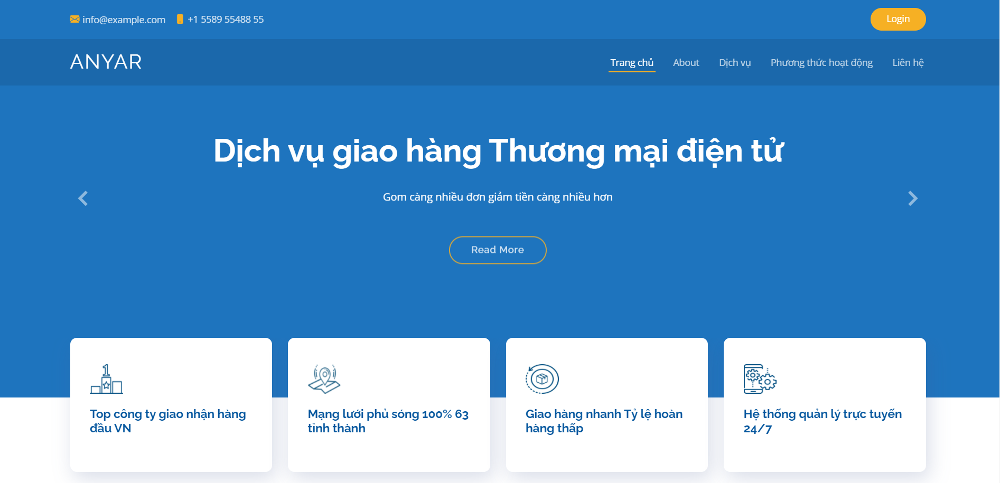 info@example.com +1 5589 55488 55
Login
ANYAR
Trang chủ About Dịch vụ Phương thức hoạt động Liên hệ
Dịch vụ giao hàng Thương mại điện tử
Gom càng nhiều đơn giảm tiền càng nhiều hơn
Read More
1
Top công ty giao nhận hàng
đầu VN
Mạng lưới phủ sóng 100% 63
tỉnh thành
Giao hàng nhanh Tỷ lệ hoàn
hàng thấp
Hệ thống quản lý trực tuyến
24/7